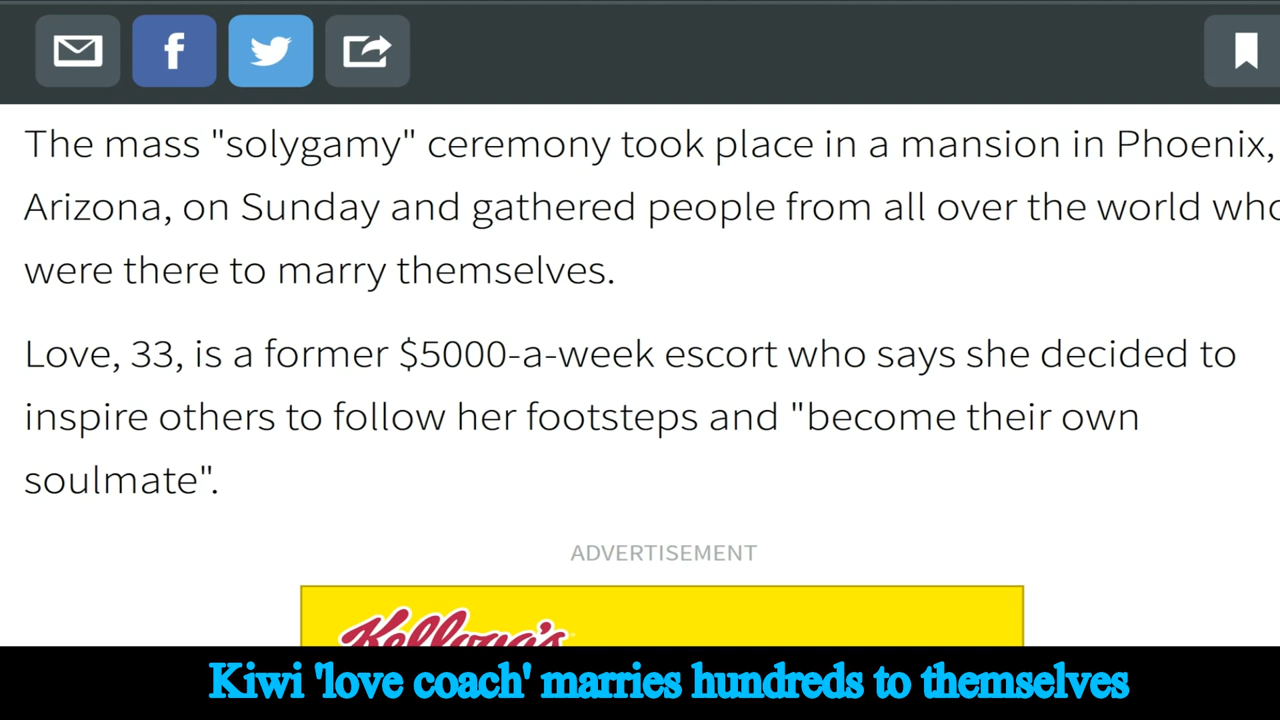 The mass "solygamy" ceremony took place in a mansion in Phoenix,
Arizona, on Sunday and gathered people from all over the world who
were there to marry themselves.
Love, 33, is a former $5000-a-week escort who says she decided to
inspire others to follow her footsteps and "become their own
soulmate".
ADVERTISEMENT
Kellogg's
Kiwi 'love coach' marries hundreds to themselves